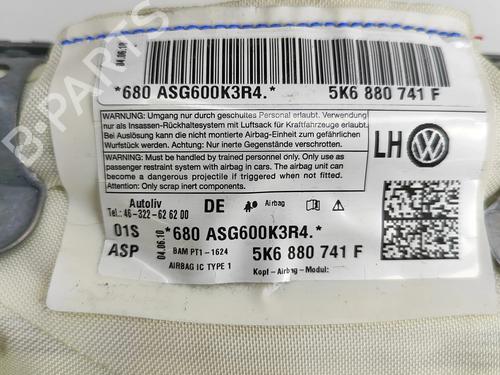 04.06.10
*680 ASG600K3R4.*
5K6 880 741 F
WARNUNG: Umgang nur durch geschultes Personal erlaubt. Verwendung nur als Insassen-Rückhaltesystem mit Luftsack für Kraftfahrzeuge erlaubt.
Bei Auslösung kann die nicht montierte Airbag-Einheit zum gefährlichen Wurfstück werden. Achtung: Nur inerte Gegenstände verschrotten.
WARNING: Must be handled by trained personnel only. Only use as passenger restraint system with airbag in cars. The airbag unit can become a dangerous projectile if triggered when not fitted.
Attention: Only scrap inert components.
LH
Autoliv
DE
Airbag
Tel.: 46-322-62 62 00
01S
*680 ASG600K3R4.*
ASP
04.06.10
BAM PT1 - 1624
5K6 880 741 F
AIRBAG IC TYPE 1
Kopf - Airbag - Modul:
B PARTS